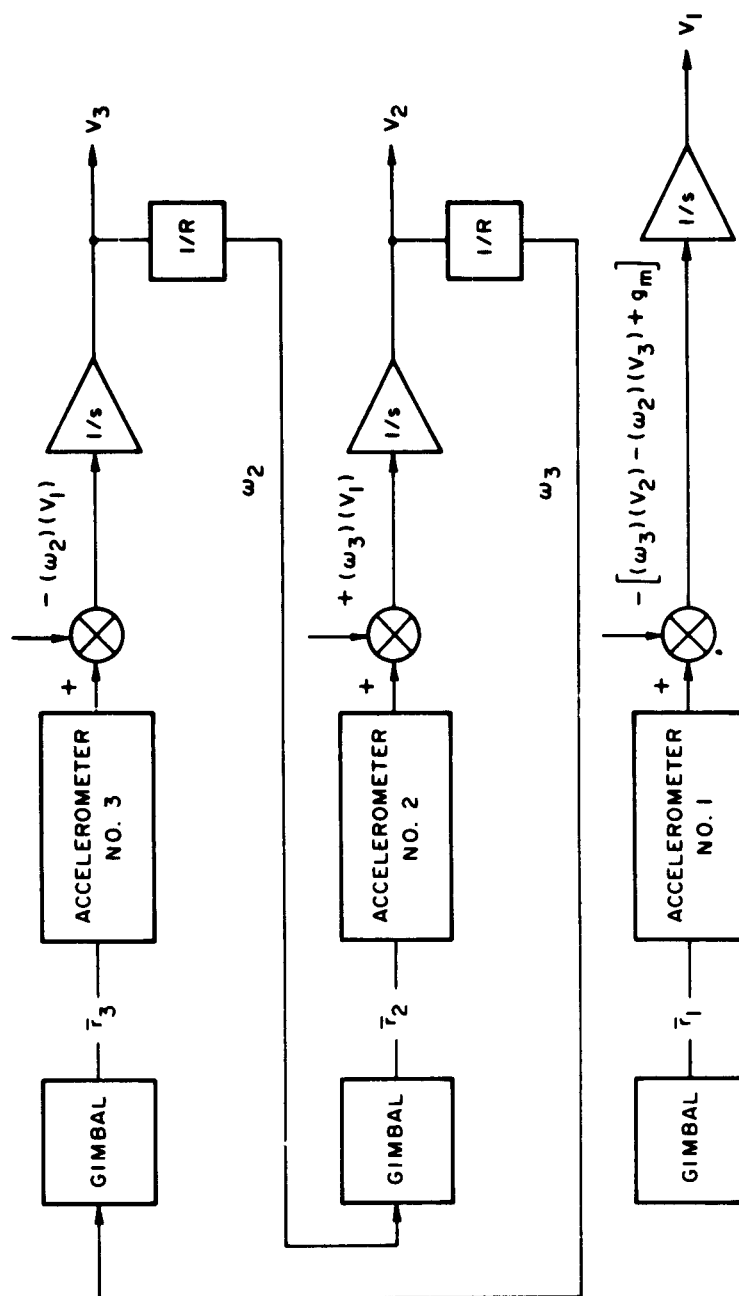 GIMBAL
r̄3
ACCELEROMETER
NO. 3
+
- (ω2)(V1)
1/s
V3
1/R
ω2
GIMBAL
r̄2
ACCELEROMETER
NO. 2
+
+ (ω3)(V1)
1/s
V2
1/R
ω3
GIMBAL
r̄1
ACCELEROMETER
NO. 1
+
-[(ω3)(V2) - (ω2)(V3) + gm]
1/s
V1